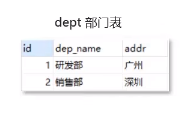 dept 部门表
id dep_name addr
1 研发部 广州
2 销售部 深圳